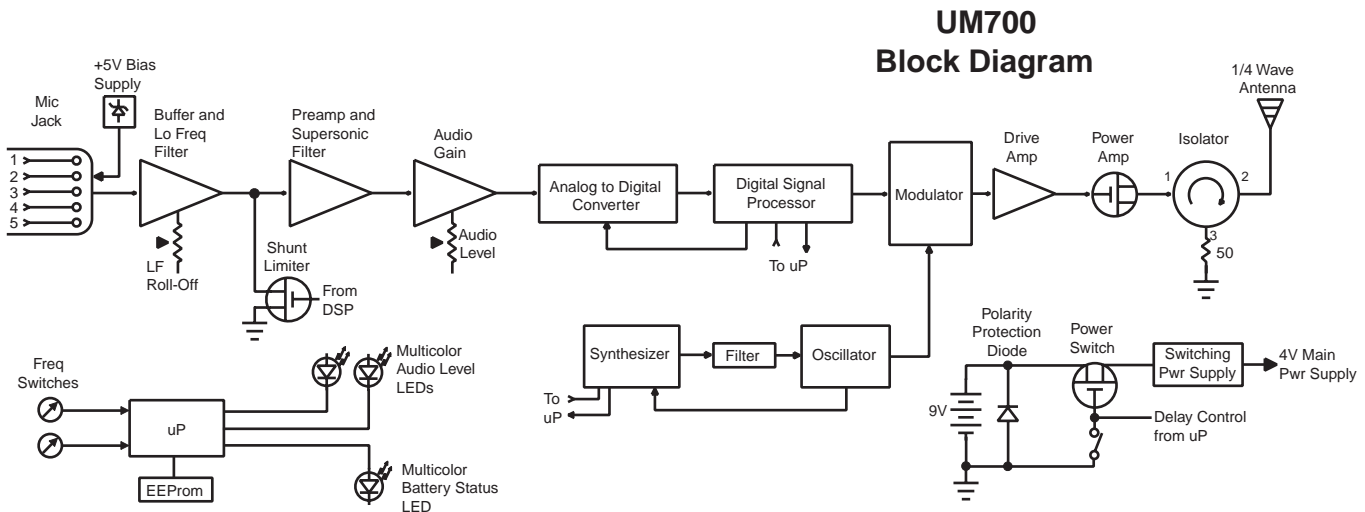 UM700
Block Diagram
+5V Bias
Supply
Mic
Jack
1
2
3
4
5
Buffer and
Lo Freq
Filter
LF
Roll-Off
Preamp and
Supersonic
Filter
Shunt
Limiter
From
DSP
Audio
Gain
Audio
Level
Analog to Digital
Converter
Digital Signal
Processor
To uP
Modulator
Drive
Amp
Power
Amp
Isolator
1
2
3
50
1/4 Wave
Antenna
Freq
Switches
uP
EEProm
Multicolor
Audio Level
LEDs
Multicolor
Battery Status
LED
Synthesizer
To
uP
Filter
Oscillator
Polarity
Protection
Diode
9V
Power
Switch
Switching
Pwr Supply
4V Main
Pwr Supply
Delay Control
from uP